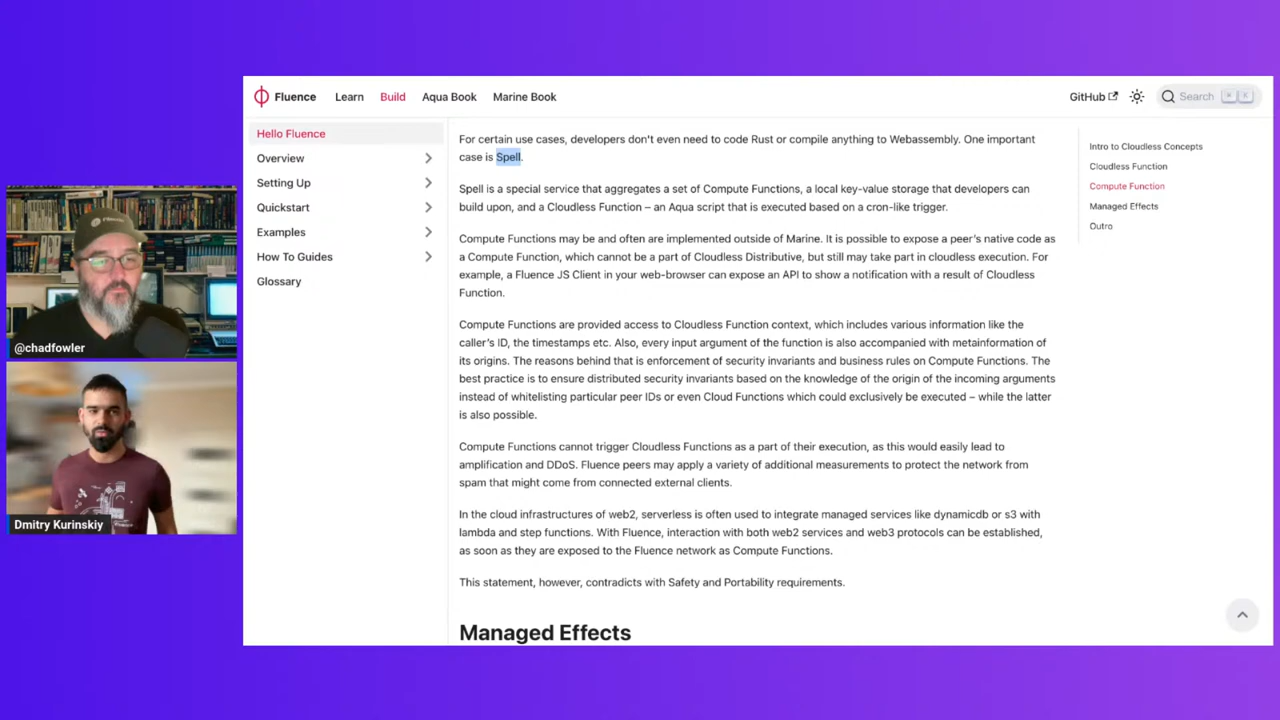 Fluence
Learn
Build
Aqua Book
Marine Book
GitHub
Search
Hello Fluence
Overview
Setting Up
Quickstart
Examples
How To Guides
Glossary
For certain use cases, developers don't even need to code Rust or compile anything to Webassembly. One important
case is Spell.
Spell is a special service that aggregates a set of Compute Functions, a local key-value storage that developers can
build upon, and a Cloudless Function – an Aqua script that is executed based on a cron-like trigger.
Compute Functions may be and often are implemented outside of Marine. It is possible to expose a peer's native code as
a Compute Function, which cannot be a part of Cloudless Distributive, but still may take part in cloudless execution. For
example, a Fluence JS Client in your web-browser can expose an API to show a notification with a result of Cloudless
Function.
Compute Functions are provided access to Cloudless Function context, which includes various information like the
caller's ID, the timestamps etc. Also, every input argument of the function is also accompanied with metainformation of
its origins. The reasons behind that is enforcement of security invariants and business rules on Compute Functions. The
best practice is to ensure distributed security invariants based on the knowledge of the origin of the incoming arguments
instead of whitelisting particular peer IDs or even Cloud Functions which could exclusively be executed – while the latter
is also possible.
Compute Functions cannot trigger Cloudless Functions as a part of their execution, as this would easily lead to
amplification and DDoS. Fluence peers may apply a variety of additional measurements to protect the network from
spam that might come from connected external clients.
In the cloud infrastructures of web2, serverless is often used to integrate managed services like dynamicdb or s3 with
lambda and step functions. With Fluence, interaction with both web2 services and web3 protocols can be established,
as soon as they are exposed to the Fluence network as Compute Functions.
This statement, however, contradicts with Safety and Portability requirements.
Managed Effects
Intro to Cloudless Concepts
Cloudless Function
Compute Function
Managed Effects
Outro
@chadfowler
Dmitry Kurinskiy